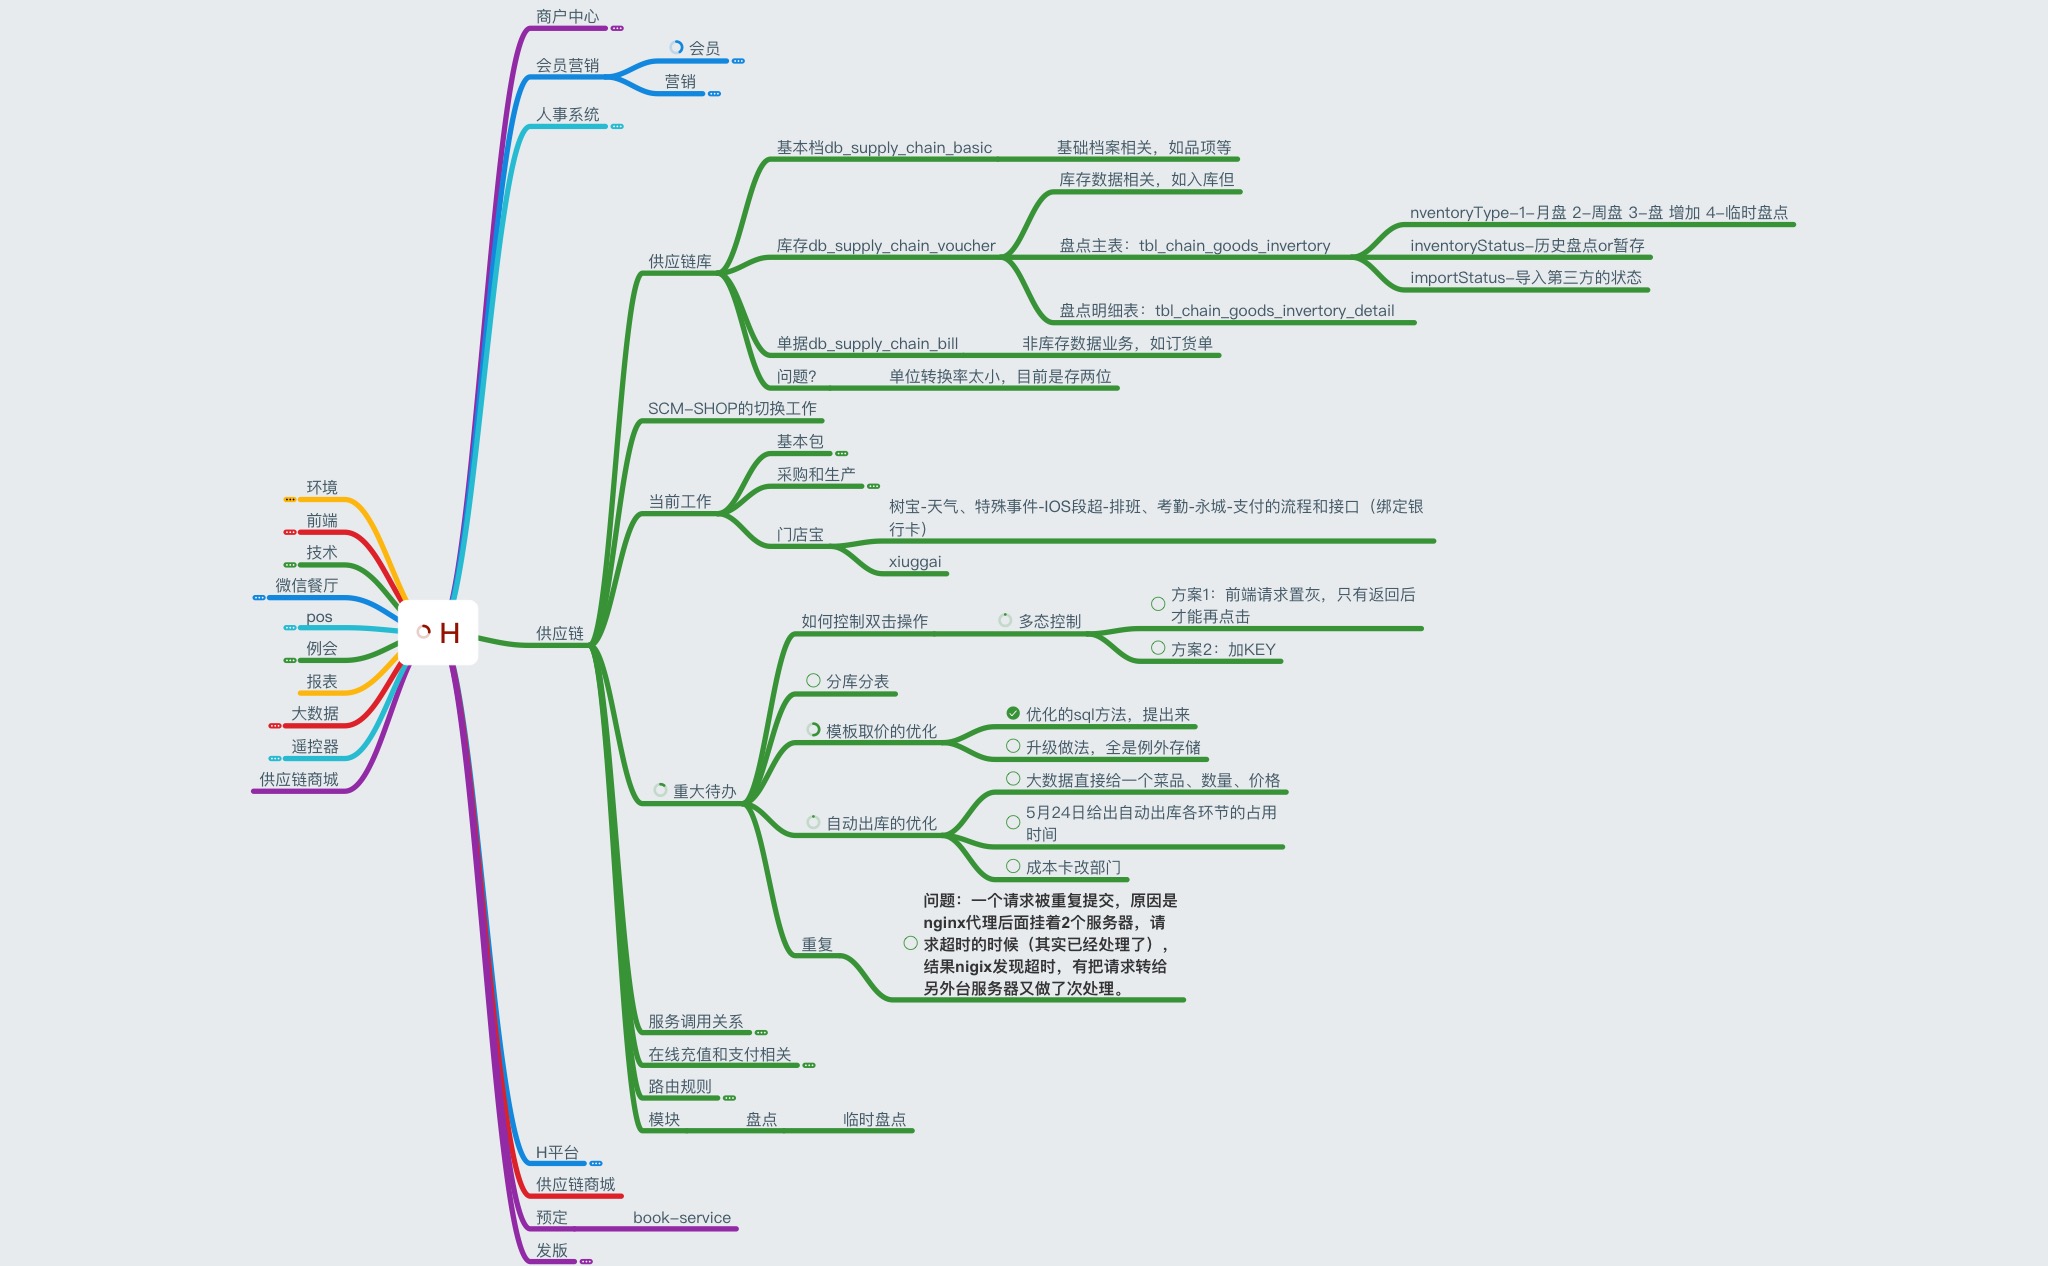 商户中心
会员营销
会员
营销
人事系统
供应链
供应链库
基本档db_supply_chain_basic
基础档案相关，如品项等
库存db_supply_chain_voucher
库存数据相关，如入库但
盘点主表：tbl_chain_goods_invertory
nventoryType-1-月盘 2-周盘 3-盘 增加 4-临时盘点
inventoryStatus-历史盘点or暂存
importStatus-导入第三方的状态
盘点明细表：tbl_chain_goods_invertory_detail
单据db_supply_chain_bill
非库存数据业务，如订货单
问题?
单位转换率太小，目前是存两位
SCM-SHOP的切换工作
当前工作
基本包
采购和生产
门店宝
树宝-天气、特殊事件-IOS段超-排班、考勤-永城-支付的流程和接口（绑定银
行卡）
xiuggai
重大待办
如何控制双击操作
多态控制
方案1：前端请求置灰，只有返回后
才能再点击
方案2：加KEY
分库分表
模板取价的优化
优化的sql方法，提出来
升级做法，全是例外存储
自动出库的优化
大数据直接给一个菜品、数量、价格
5月24日给出自动出库各环节的占用
时间
成本卡改部门
重复
问题：一个请求被重复提交，原因是
nginx代理后面挂着2个服务器，请
求超时的时候（其实已经处理了），
结果nigix发现超时，有把请求转给
另外台服务器又做了次处理。
服务调用关系
在线充值和支付相关
路由规则
模块
盘点
临时盘点
H平台
供应链商城
预定
book-service
发版
H
环境
前端
技术
微信餐厅
pos
例会
报表
大数据
遥控器
供应链商城